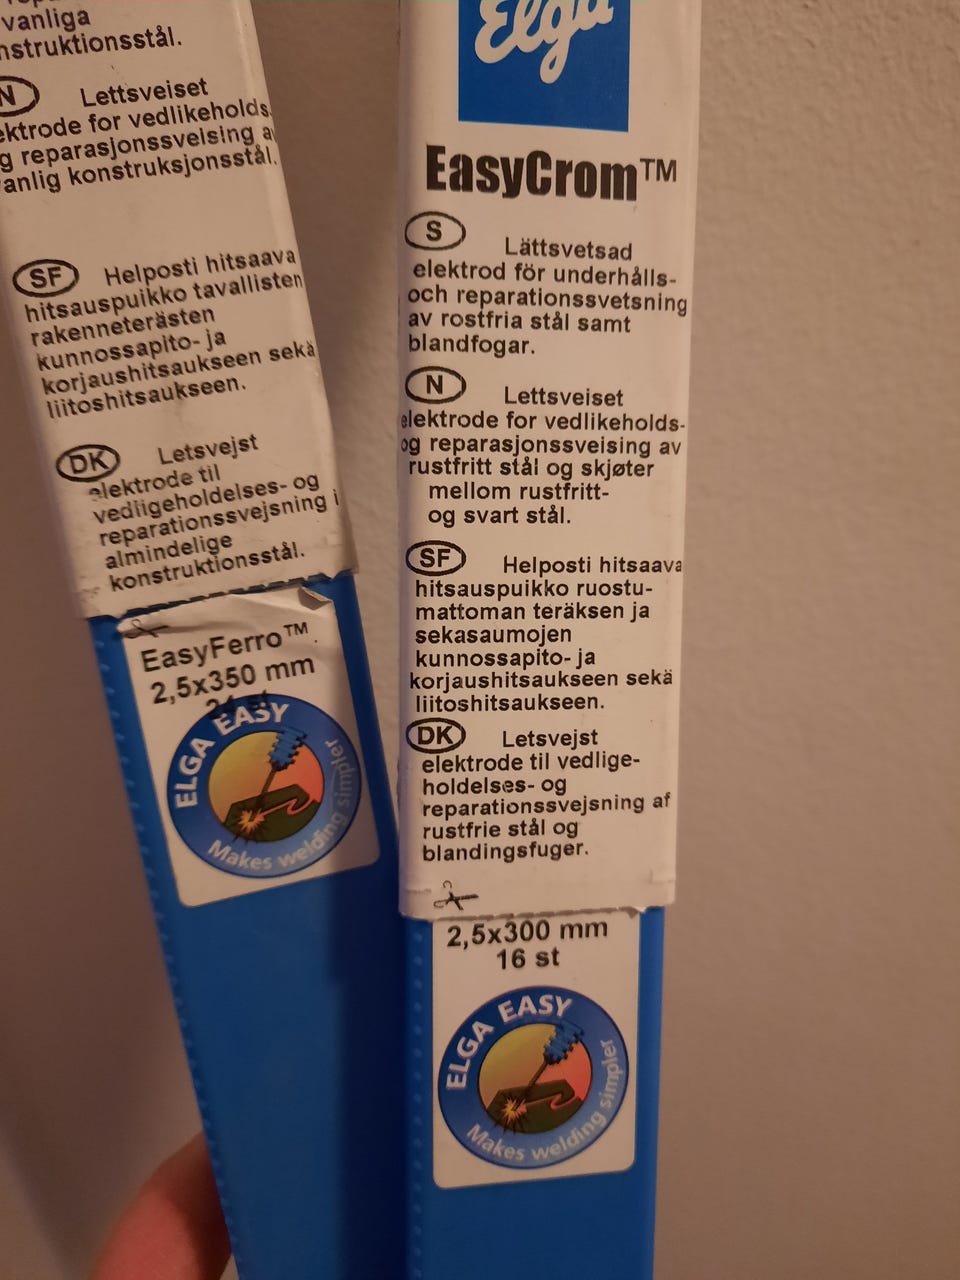 vanliga
nstruktionsstål.
N Lettsveiset
ektrode for vedlikeholds
g reparasjonssveising av
anlig konstruksjonsstål.
SF Helposti hitsaava
hitsauspuikko tavallisten
rakenneterästen
kunnossapito- ja
korjaushitsaukseen sekä
liitoshitsaukseen.
DK Letsvejst
elektrode til
vedligeholdelses- og
reparationssvejsning i
almindelige
konstruktionsstål.
EasyFerro™
2,5x350 mm
ELGA EASY
Makes welding simpler
Elga
EasyCrom™
S Lättsvetsad
elektrod för underhålls-
och reparationssvetsning
av rostfria stål samt
blandfogar.
N Lettsveiset
elektrode for vedlikeholds-
og reparasjonssveising av
rustfritt stål og skjøter
mellom rustfritt-
og svart stål.
SF Helposti hitsaava
hitsauspuikko ruostu-
mattoman teräksen ja
sekasaumojen
kunnossapito- ja
korjaushitsaukseen sekä
liitoshitsaukseen.
DK Letsvejst
elektrode til vedlige-
holdelses- og
reparationssvejsning af
rustfrie stål og
blandingsfuger.
2,5x300 mm
16 st
ELGA EASY
Makes welding simpler